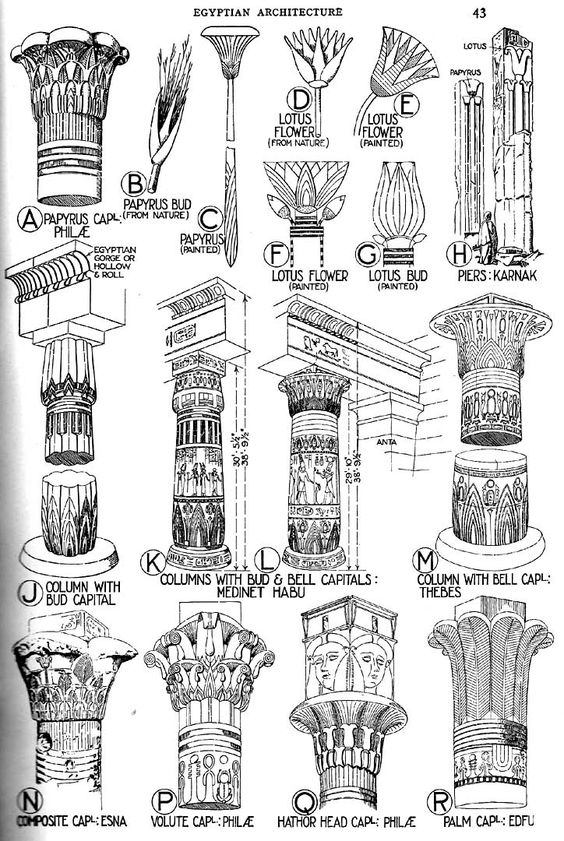 EGYPTIAN ARCHITECTURE
43
A PAPYRUS CAPL:
PHILÆ
B PAPYRUS BUD
(FROM NATURE)
C PAPYRUS
(PAINTED)
D LOTUS
FLOWER
(FROM NATURE)
E LOTUS
FLOWER
(PAINTED)
F LOTUS FLOWER
(PAINTED)
G LOTUS BUD
(PAINTED)
LOTUS
PAPYRUS
H PIERS: KARNAK
EGYPTIAN
GORGE OR
HOLLOW
& ROLL
J COLUMN WITH
BUD CAPITAL
30'. 5½"
36'. 9½"
29'. 10"
38'. 9½"
ANTA
K L COLUMNS WITH BUD & BELL CAPITALS:
MEDINET HABU
M COLUMN WITH BELL CAPL:
THEBES
N COMPOSITE CAPL: ESNA
P VOLUTE CAPL: PHILÆ
Q HATHOR HEAD CAPL: PHILÆ
R PALM CAPL: EDFU